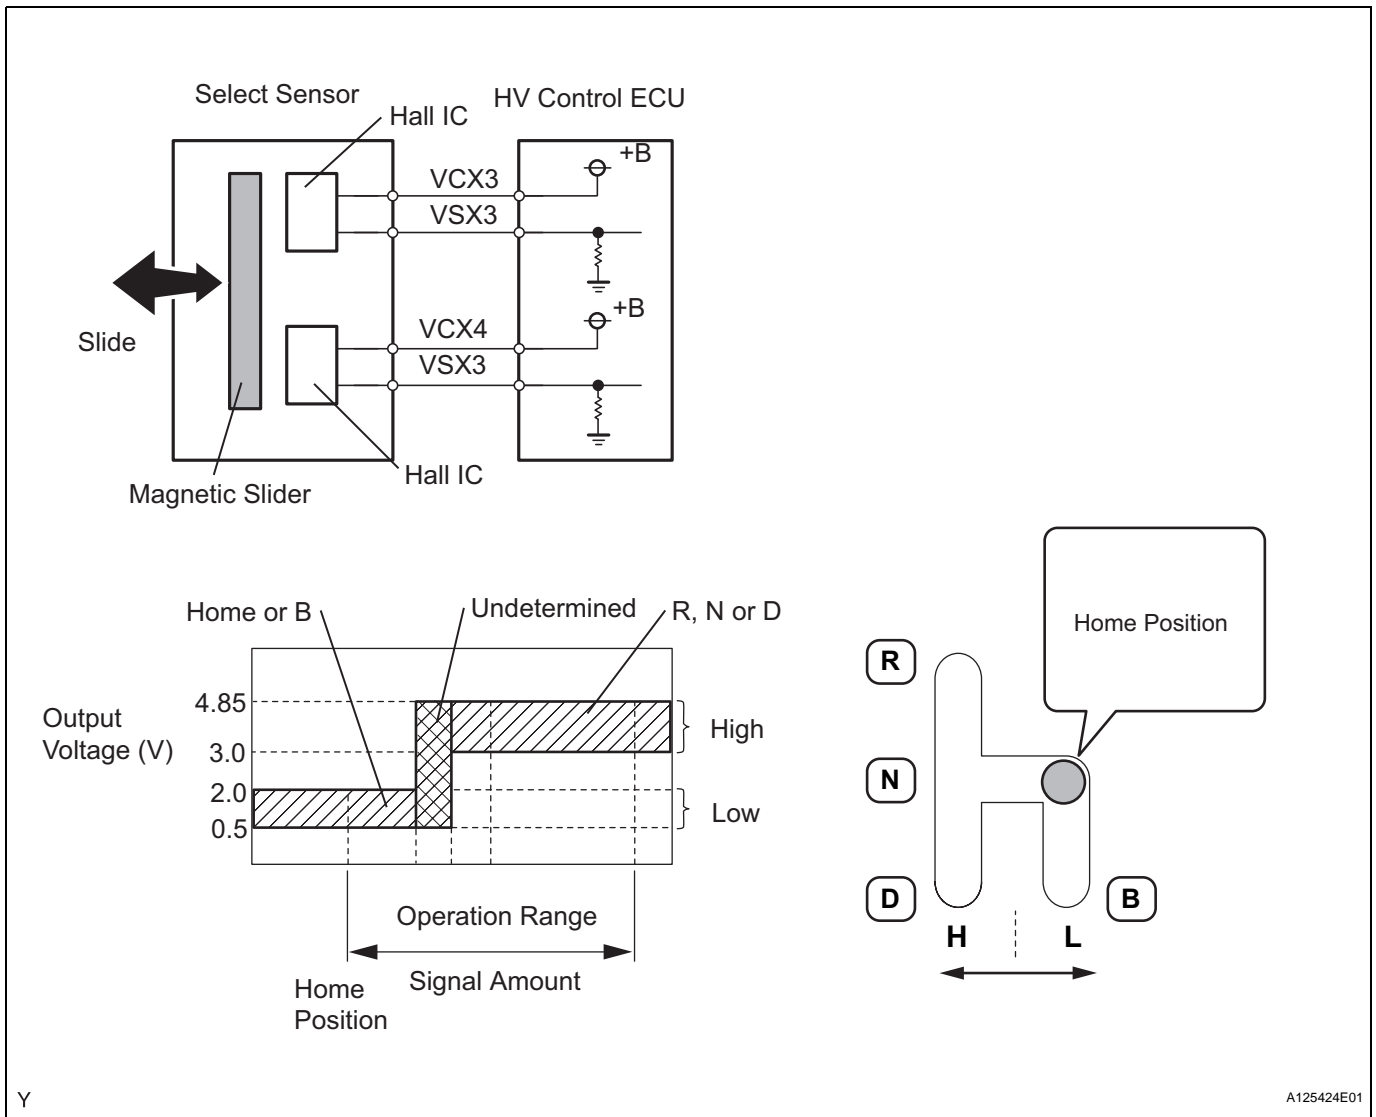 Select Sensor
HV Control ECU
Hall IC
+B
VCX3
VSX3
+B
VCX4
VSX3
Slide
Hall IC
Magnetic Slider
Home or B
Undetermined
R, N or D
Output
Voltage (V)
4.85
3.0
2.0
0.5
High
Low
Operation Range
Signal Amount
Home
Position
Home Position
R
N
D
B
H
L
Y
A125424E01